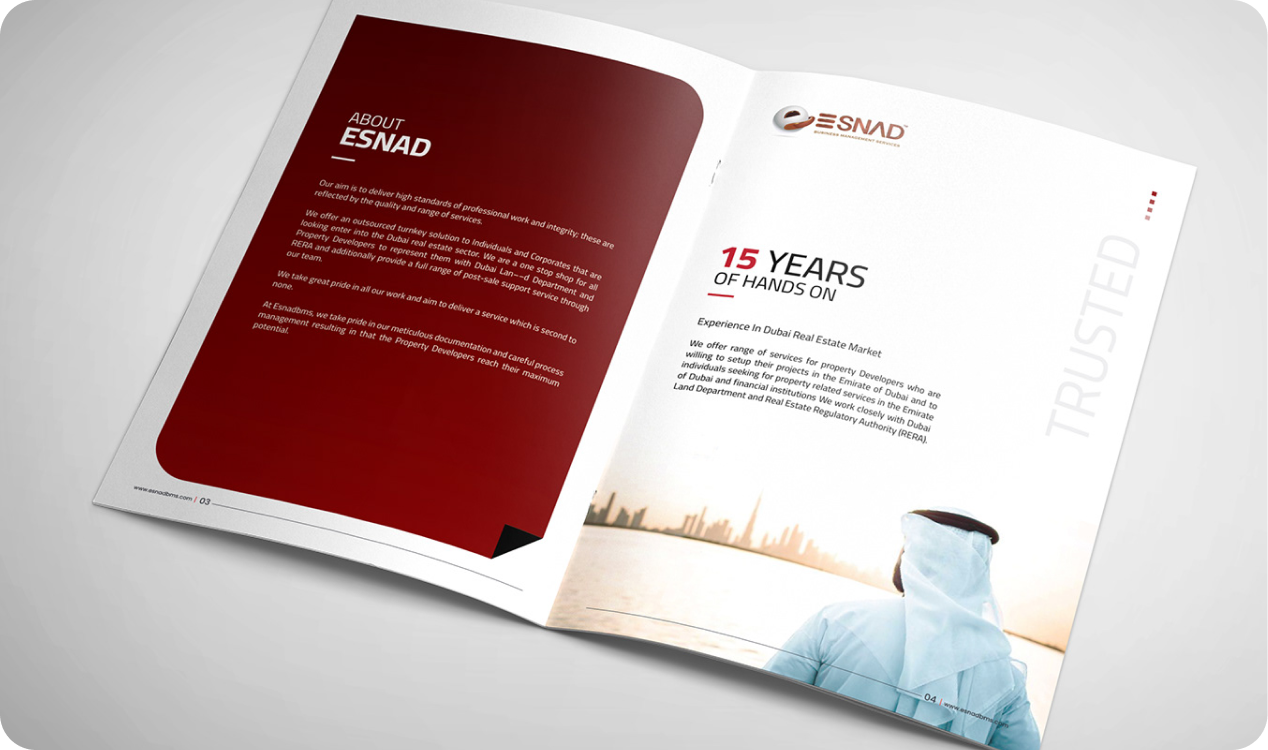 ABOUT
ESNAD
Our aim is to deliver high standards of professional work and integrity; these are
reflected by the quality and range of services.
We offer an outsourced turnkey solution to Individuals and Corporates that are
looking enter into the Dubai real estate sector. We are a one stop shop for all
Property Developers to represent them with Dubai Lan––d Department and
RERA and additionally provide a full range of post-sale support service through
our team.
We take great pride in all our work and aim to deliver a service which is second to
none.
At Esnadbms, we take pride in our meticulous documentation and careful process
management resulting in that the Property Developers reach their maximum
potential.
www.esnadbms.com | 03
ESNAD™
BUSINESS MANAGEMENT SERVICES
15 YEARS
OF HANDS ON
Experience In Dubai Real Estate Market
We offer range of services for property Developers who are
willing to setup their projects in the Emirate of Dubai and to
individuals seeking for property related services in the Emirate
of Dubai and financial institutions We work closely with Dubai
Land Department and Real Estate Regulatory Authority (RERA).
TRUSTED
04 | www.esnadbms